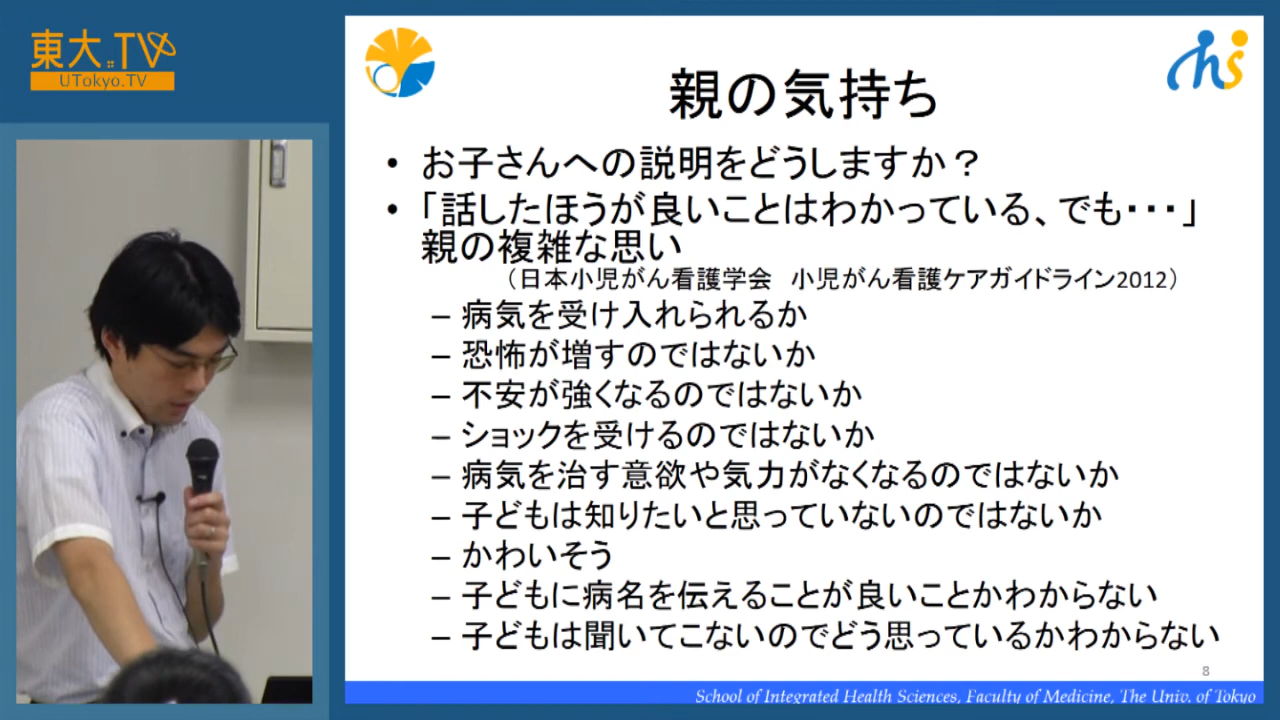 東大.TV
UTokyo.TV
親の気持ち
• お子さんへの説明をどうしますか？
• 「話したほうが良いことはわかっている、でも・・・」
親の複雑な思い
（日本小児がん看護学会　小児がん看護ケアガイドライン2012）
– 病気を受け入れられるか
– 恐怖が増すのではないか
– 不安が強くなるのではないか
– ショックを受けるのではないか
– 病気を治す意欲や気力がなくなるのではないか
– 子どもは知りたいと思っていないのではないか
– かわいそう
– 子どもに病名を伝えることが良いことかわからない
– 子どもは聞いてこないのでどう思っているかわからない
8
School of Integrated Health Sciences, Faculty of Medicine, The Univ. of Tokyo